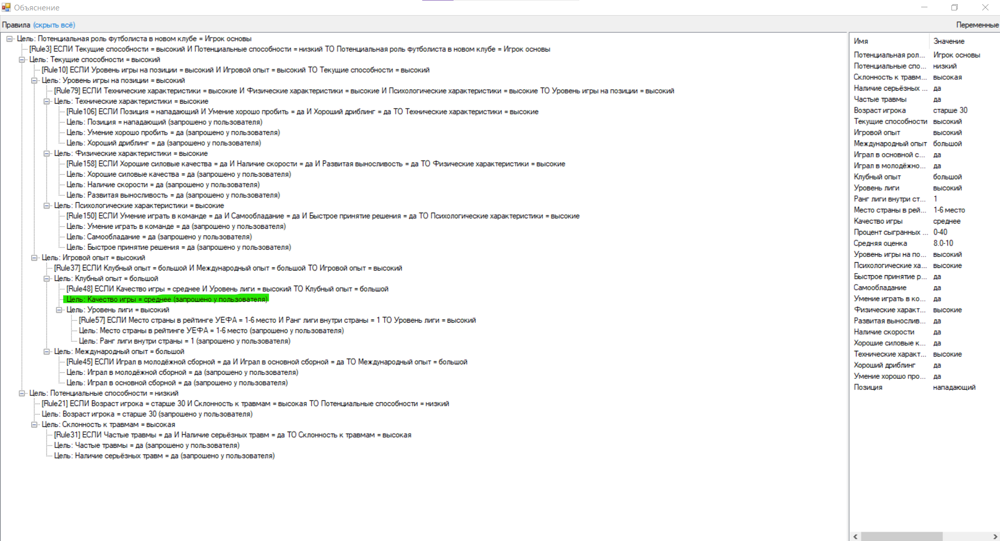 Объяснение
Правила (скрыть всё)
Переменные
Цель: Потенциальная роль футболиста в новом клубе = Игрок основы
[Rule3] ЕСЛИ Текущие способности = высокий И Потенциальные способности = низкий ТО Потенциальная роль футболиста в новом клубе = Игрок основы
Цель: Текущие способности = высокий
[Rule10] ЕСЛИ Уровень игры на позиции = высокий И Игровой опыт = высокий ТО Текущие способности = высокий
Цель: Уровень игры на позиции = высокий
[Rule79] ЕСЛИ Технические характеристики = высокие И Физические характеристики = высокие И Психологические характеристики = высокие ТО Уровень игры на позиции = высокий
Цель: Технические характеристики = высокие
[Rule106] ЕСЛИ Позиция = нападающий И Умение хорошо пробить = да И Хороший дриблинг = да ТО Технические характеристики = высокие
Цель: Позиция = нападающий (запрошено у пользователя)
Цель: Умение хорошо пробить = да (запрошено у пользователя)
Цель: Хороший дриблинг = да (запрошено у пользователя)
Цель: Физические характеристики = высокие
[Rule158] ЕСЛИ Хорошие силовые качества = да И Наличие скорости = да И Развитая выносливость = да ТО Физические характеристики = высокие
Цель: Хорошие силовые качества = да (запрошено у пользователя)
Цель: Наличие скорости = да (запрошено у пользователя)
Цель: Развитая выносливость = да (запрошено у пользователя)
Цель: Психологические характеристики = высокие
[Rule150] ЕСЛИ Умение играть в команде = да И Самообладание = да И Быстрое принятие решения = да ТО Психологические характеристики = высокие
Цель: Умение играть в команде = да (запрошено у пользователя)
Цель: Самообладание = да (запрошено у пользователя)
Цель: Быстрое принятие решения = да (запрошено у пользователя)
Цель: Игровой опыт = высокий
[Rule37] ЕСЛИ Клубный опыт = большой И Международный опыт = большой ТО Игровой опыт = высокий
Цель: Клубный опыт = большой
[Rule48] ЕСЛИ Качество игры = среднее И Уровень лиги = высокий ТО Клубный опыт = большой
Цель: Качество игры = среднее (запрошено у пользователя)
Цель: Уровень лиги = высокий
[Rule57] ЕСЛИ Место страны в рейтинге УЕФА = 1-6 место И Ранг лиги внутри страны = 1 ТО Уровень лиги = высокий
Цель: Место страны в рейтинге УЕФА = 1-6 место (запрошено у пользователя)
Цель: Ранг лиги внутри страны = 1 (запрошено у пользователя)
Цель: Международный опыт = большой
[Rule45] ЕСЛИ Играл в молодёжной сборной = да И Играл в основной сборной = да ТО Международный опыт = большой
Цель: Играл в молодёжной сборной = да (запрошено у пользователя)
Цель: Играл в основной сборной = да (запрошено у пользователя)
Цель: Потенциальные способности = низкий
[Rule21] ЕСЛИ Возраст игрока = старше 30 И Склонность к травмам = высокая ТО Потенциальные способности = низкий
Цель: Возраст игрока = старше 30 (запрошено у пользователя)
Цель: Склонность к травмам = высокая
[Rule31] ЕСЛИ Частые травмы = да И Наличие серьёзных травм = да ТО Склонность к травмам = высокая
Цель: Частые травмы = да (запрошено у пользователя)
Цель: Наличие серьёзных травм = да (запрошено у пользователя)
Имя Значение
Потенциальная рол... Игрок основы
Потенциальные спо... низкий
Склонность к травм... высокая
Наличие серьёзных ... да
Частые травмы да
Возраст игрока старше 30
Текущие способности высокий
Игровой опыт высокий
Международный опыт большой
Играл в основной с... да
Играл в молодёжно... да
Клубный опыт большой
Уровень лиги высокий
Ранг лиги внутри ст... 1
Место страны в рей... 1-6 место
Качество игры среднее
Процент сыгранных ... 0-40
Средняя оценка 8.0-10
Уровень игры на по... высокий
Психологические ха... высокие
Быстрое принятие р... да
Самообладание да
Умение играть в ко... да
Физические характ... высокие
Развитая вынослив... да
Наличие скорости да
Хорошие силовые к... да
Технические характ... высокие
Хороший дриблинг да
Умение хорошо про... да
Позиция нападающий